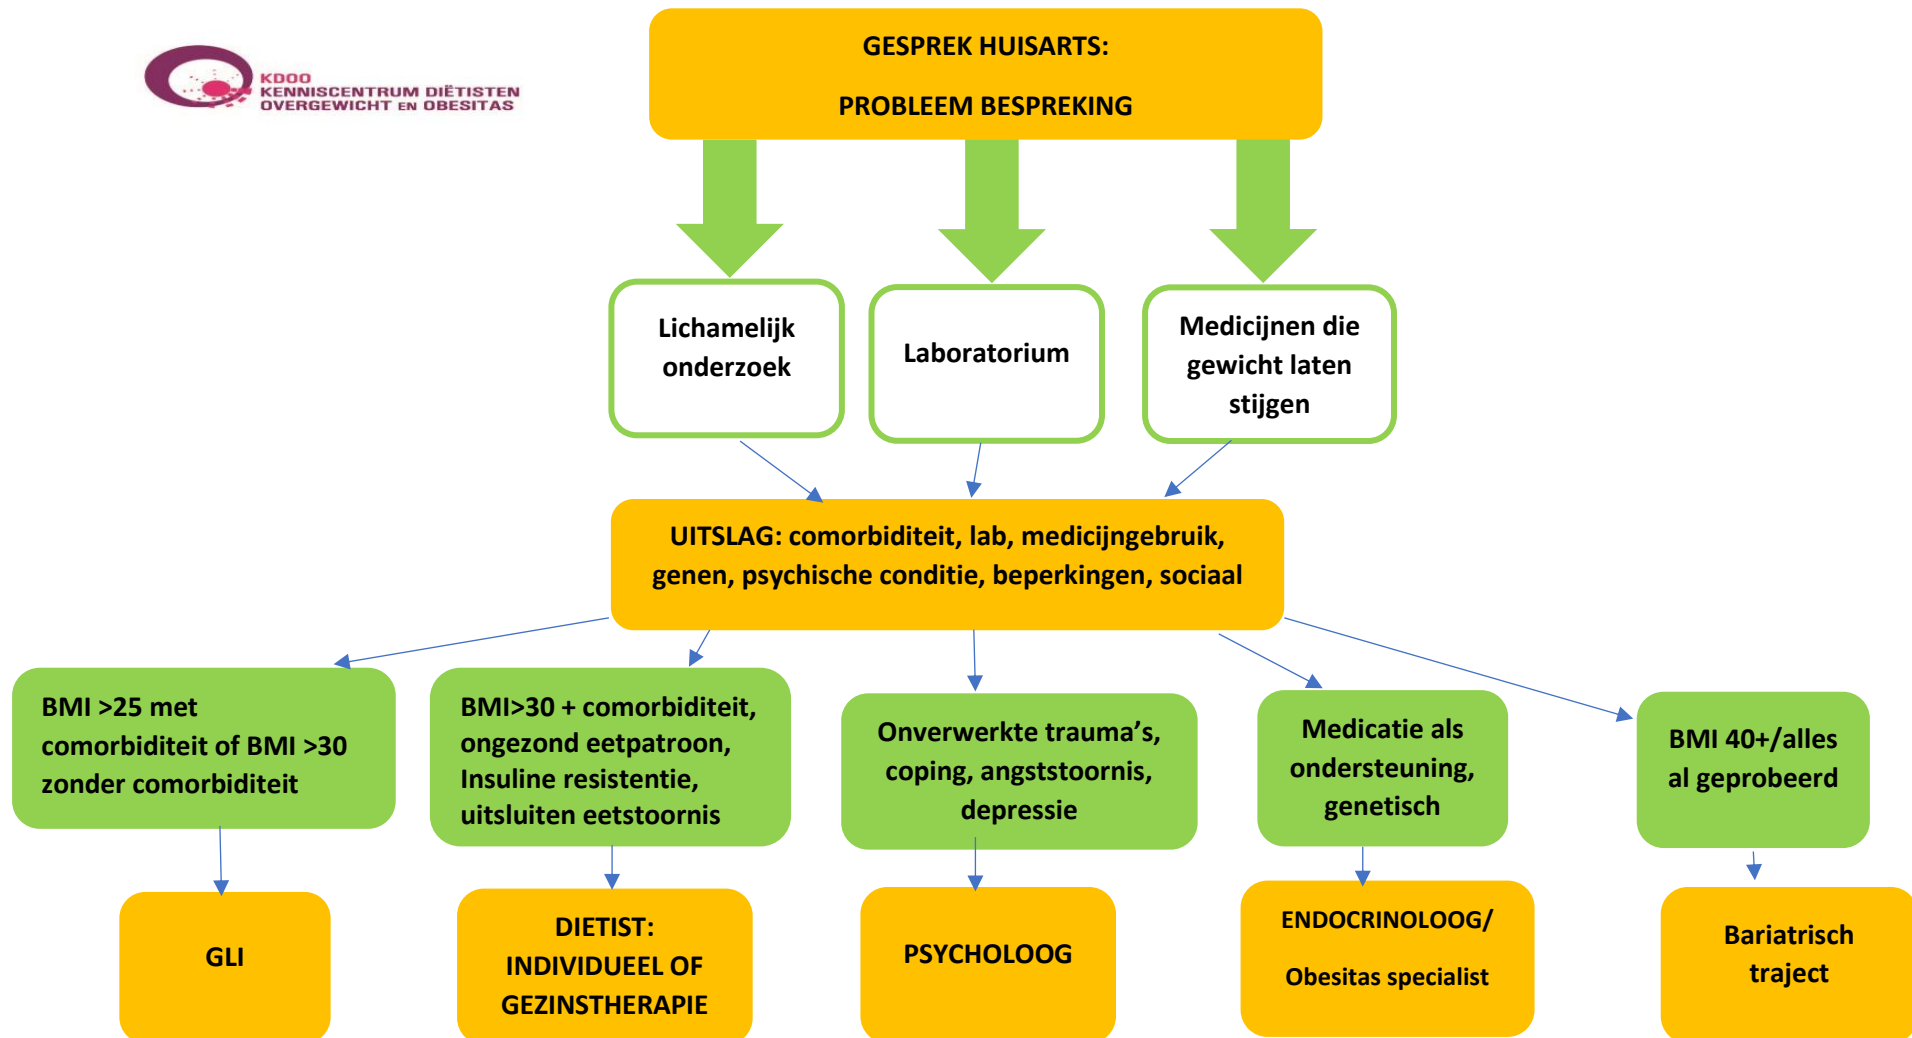 KDOO
KENNISCENTRUM DIËTISTEN
OVERGEWICHT EN OBESITAS
GESPREK HUISARTS:
PROBLEEM BESPREKING
Lichamelijk
onderzoek
Laboratorium
Medicijnen die
gewicht laten
stijgen
UITSLAG: comorbiditeit, lab, medicijngebruik,
genen, psychische conditie, beperkingen, sociaal
BMI >25 met
comorbiditeit of BMI >30
zonder comorbiditeit
BMI>30 + comorbiditeit,
ongezond eetpatroon,
Insuline resistentie,
uitsluiten eetstoornis
Onverwerkte trauma’s,
coping, angststoornis,
depressie
Medicatie als
ondersteuning,
genetisch
BMI 40+/alles
al geprobeerd
GLI
DIETIST:
INDIVIDUEEL OF
GEZINSTHERAPIE
PSYCHOLOOG
ENDOCRINOLOOG/
Obesitas specialist
Bariatrisch
traject